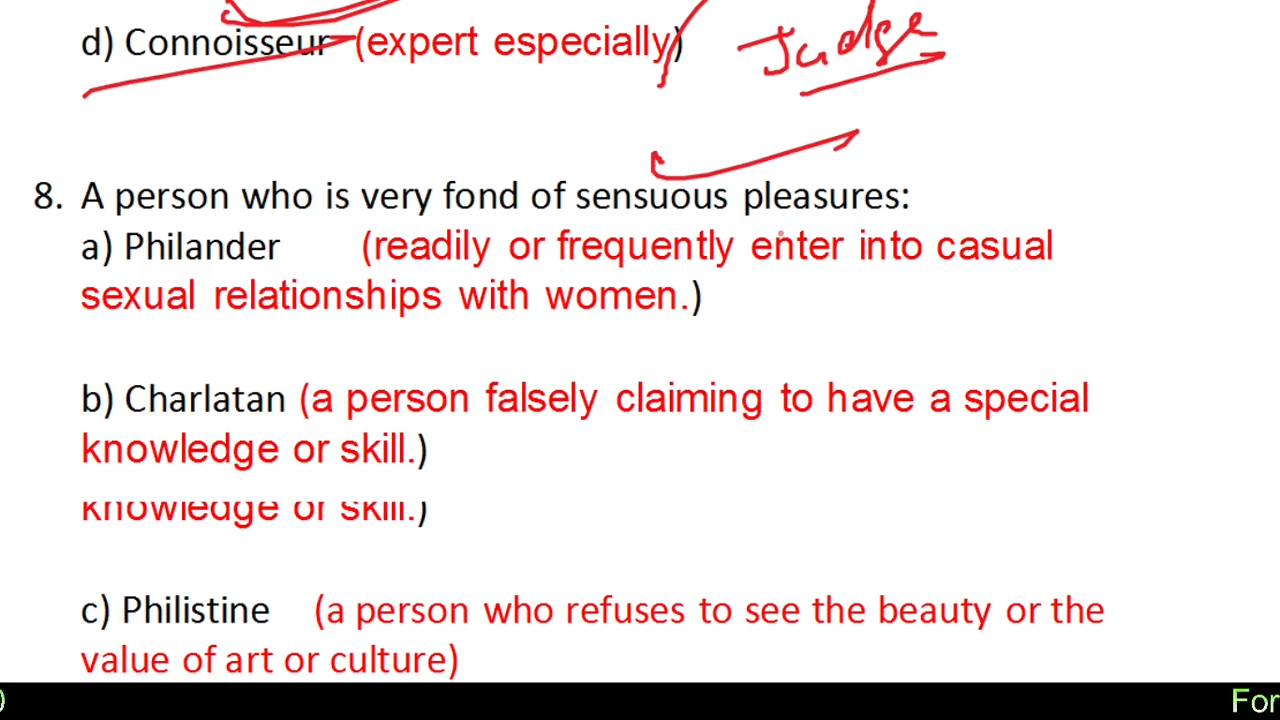 d) Connoisseur (expert especially)
Judge
8. A person who is very fond of sensuous pleasures:
a) Philander (readily or frequently enter into casual
sexual relationships with women.)
b) Charlatan (a person falsely claiming to have a special
knowledge or skill.)
knowledge or skill.)
c) Philistine (a person who refuses to see the beauty or the
value of art or culture)
) For